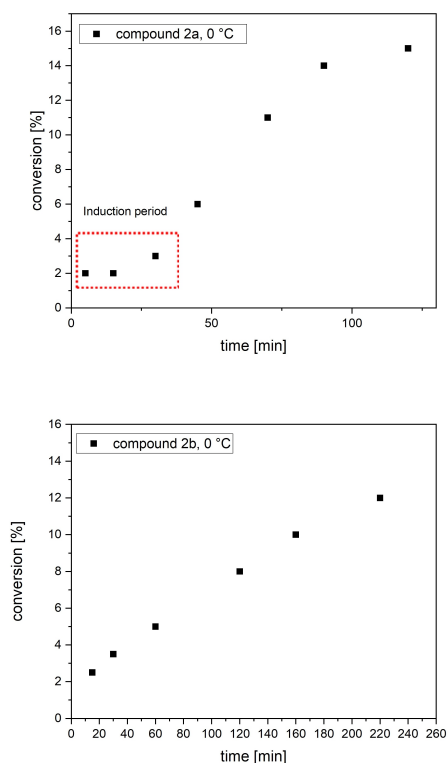 compound 2a, 0 °C
16
14
12
10
8
6
4
2
0
conversion [%]
Induction period
0 50 100
time [min]
compound 2b, 0 °C
16
14
12
10
8
6
4
2
0
conversion [%]
0 20 40 60 80 100 120 140 160 180 200 220 240 260
time [min]